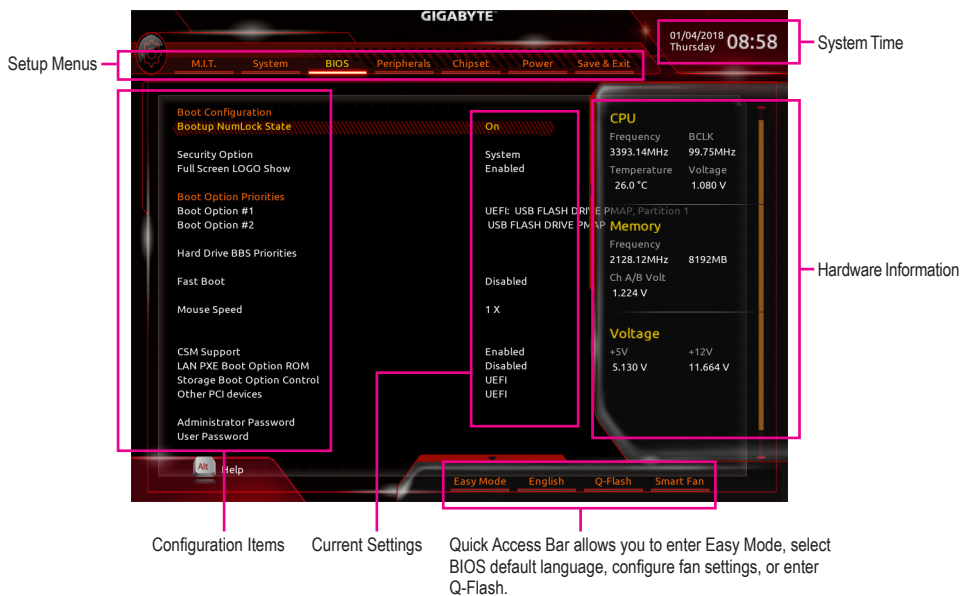 GIGABYTE™
01/04/2018 08:58
Thursday
System Time
Setup Menus
M.I.T. System BIOS Peripherals Chipset Power Save & Exit
Boot Configuration
Bootup NumLock State On
Security Option System
Full Screen LOGO Show Enabled
Boot Option Priorities
Boot Option #1 UEFI: USB FLASH DRIVE PMAP, Partition 1
Boot Option #2 USB FLASH DRIVE PMAP
Hard Drive BBS Priorities
Fast Boot Disabled
Mouse Speed 1 X
CSM Support Enabled
LAN PXE Boot Option ROM Disabled
Storage Boot Option Control UEFI
Other PCI devices UEFI
Administrator Password
User Password
CPU
Frequency BCLK
3393.14MHz 99.75MHz
Temperature Voltage
26.0 °C 1.080 V
Memory
Frequency
2128.12MHz 8192MB
Ch A/B Volt
1.224 V
Voltage
+5V +12V
5.130 V 11.664 V
Hardware Information
Alt Help
Easy Mode English Q-Flash Smart Fan
Configuration Items
Current Settings
Quick Access Bar allows you to enter Easy Mode, select
BIOS default language, configure fan settings, or enter
Q-Flash.